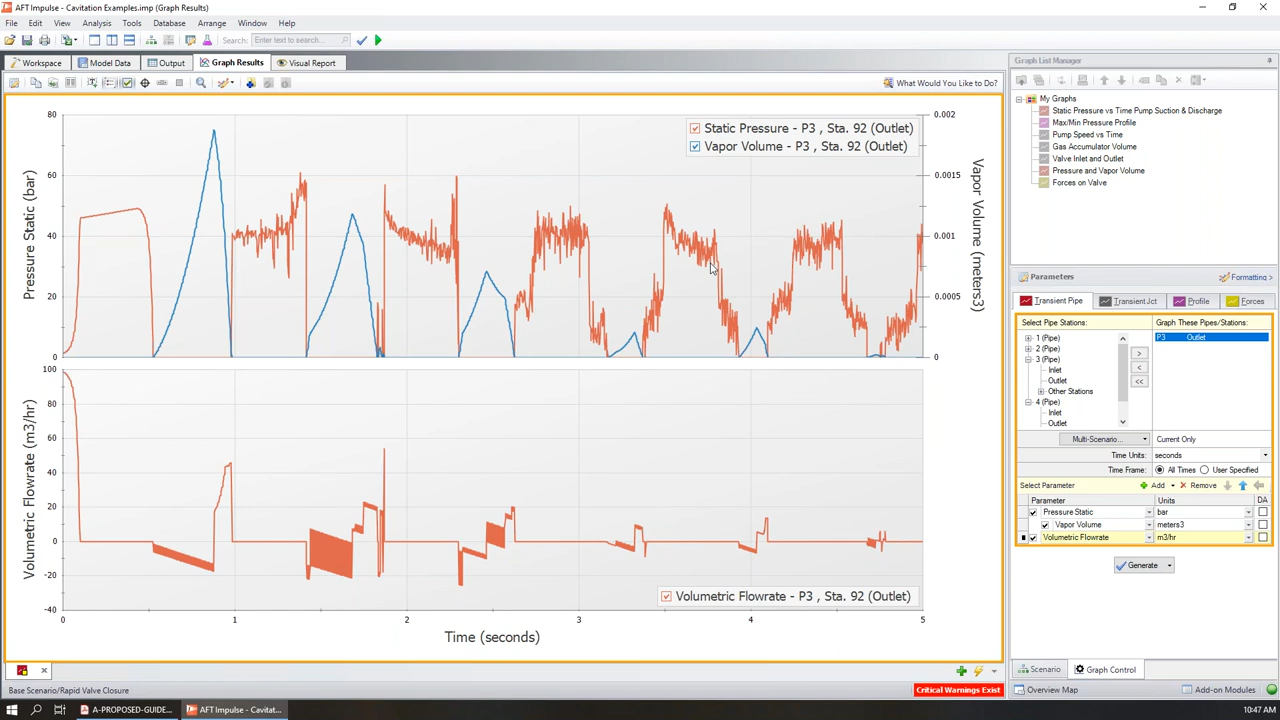 AFT Impulse - Cavitation Examples.imp (Graph Results)
File Edit View Analysis Tools Database Arrange Window Help
Search: Enter text to search...
Workspace Model Data Output Graph Results Visual Report
What Would You Like to Do?
Graph List Manager
My Graphs
Static Pressure vs Time Pump Suction & Discharge
Max/Min Pressure Profile
Pump Speed vs Time
Gas Accumulator Volume
Valve Inlet and Outlet
Pressure and Vapor Volume
Forces on Valve
80
60
40
20
0
Pressure Static (bar)
Static Pressure - P3 , Sta. 92 (Outlet)
Vapor Volume - P3 , Sta. 92 (Outlet)
0.002
0.0015
0.001
0.0005
0
Vapor Volume (meters3)
100
80
60
40
20
0
-20
-40
Volumetric Flowrate (m3/hr)
Volumetric Flowrate - P3 , Sta. 92 (Outlet)
0 1 2 3 4 5
Time (seconds)
Parameters Formatting >
Transient Pipe Transient Jct Profile Forces
Select Pipe Stations: Graph These Pipes/Stations:
1 (Pipe)
2 (Pipe)
3 (Pipe)
Inlet
Outlet
Other Stations
4 (Pipe)
Inlet
Outlet
>
<
<<
P3 Outlet
Multi-Scenario... Current Only
Time Units: seconds
Time Frame: All Times User Specified
Select Parameter Add Remove
Parameter Units DA
Pressure Static bar
Vapor Volume meters3
Volumetric Flowrate m3/hr
Generate
Scenario Graph Control
Base Scenario/Rapid Valve Closure Critical Warnings Exist Overview Map Add-on Modules
A-PROPOSED-GUIDE... AFT Impulse - Cavitat... 10:47 AM